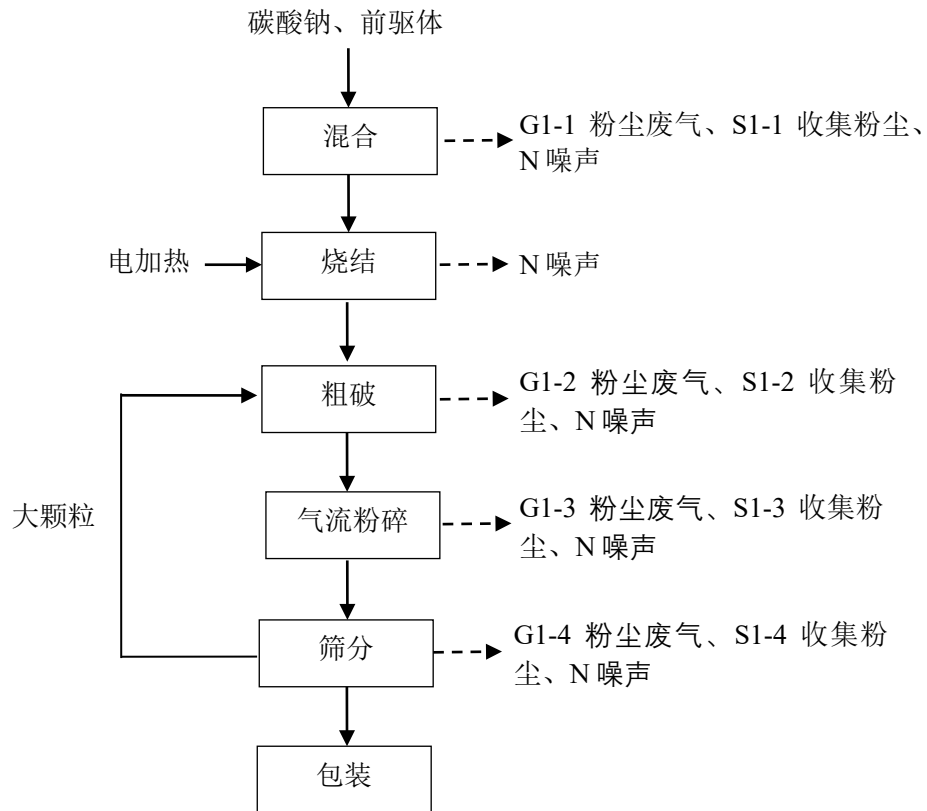 碳酸钠、前驱体
混合
G1-1 粉尘废气、S1-1 收集粉尘、
N 噪声
电加热
烧结
N 噪声
粗破
G1-2 粉尘废气、S1-2 收集粉
尘、N 噪声
大颗粒
气流粉碎
G1-3 粉尘废气、S1-3 收集粉
尘、N 噪声
筛分
G1-4 粉尘废气、S1-4 收集粉
尘、N 噪声
包装